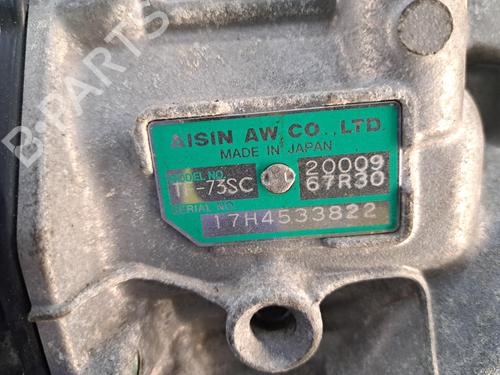 B-PARTS
AISIN AW CO., LTD.
MADE IN JAPAN
MODEL NO.
TF-73SC
20009
67R30
SERIAL NO.
17H4533822